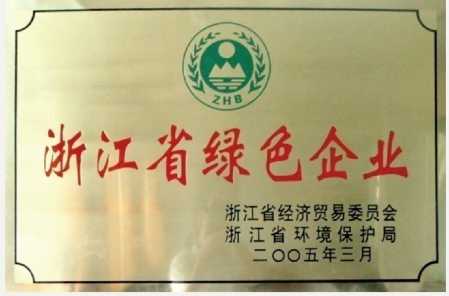 ZHB
浙江省绿色企业
浙江省经济贸易委员会
浙江省环境保护局
二〇〇五年三月